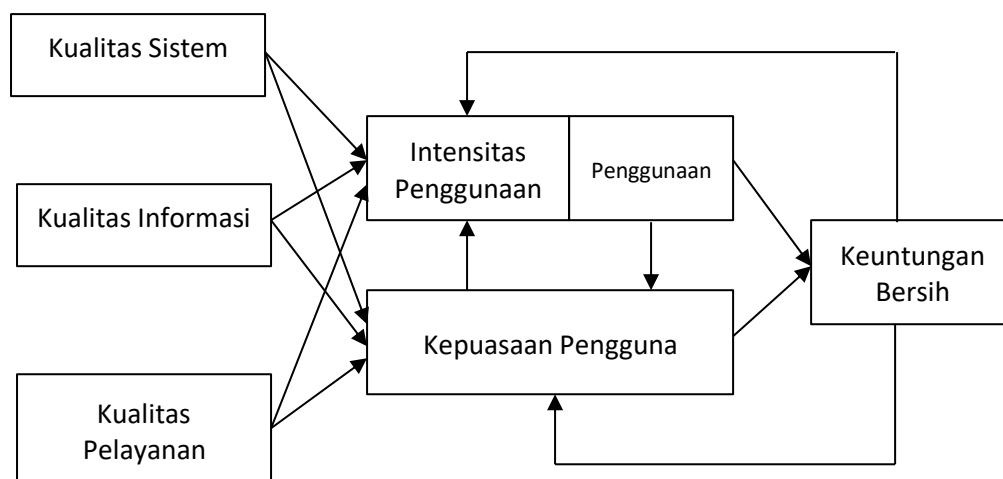 Kualitas Sistem
Kualitas Informasi
Kualitas
Pelayanan
Intensitas
Penggunaan
Penggunaan
Kepuasaan Pengguna
Keuntungan
Bersih